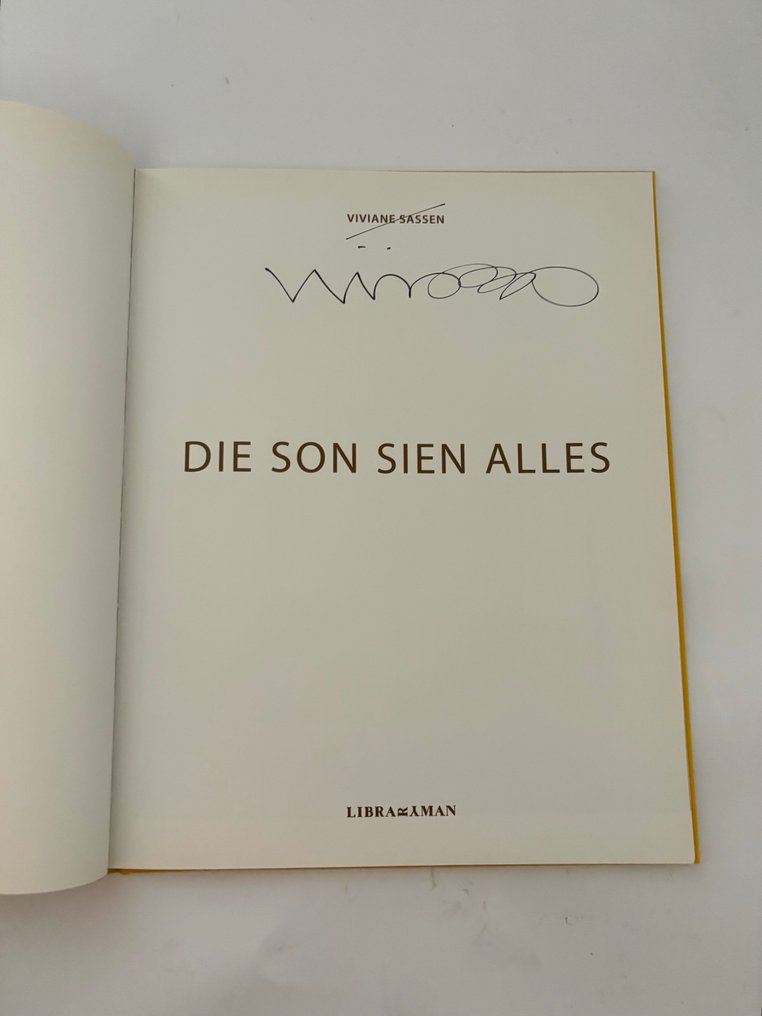 VIVIANE SASSEN
DIE SON SIEN ALLES
LIBRARYMAN